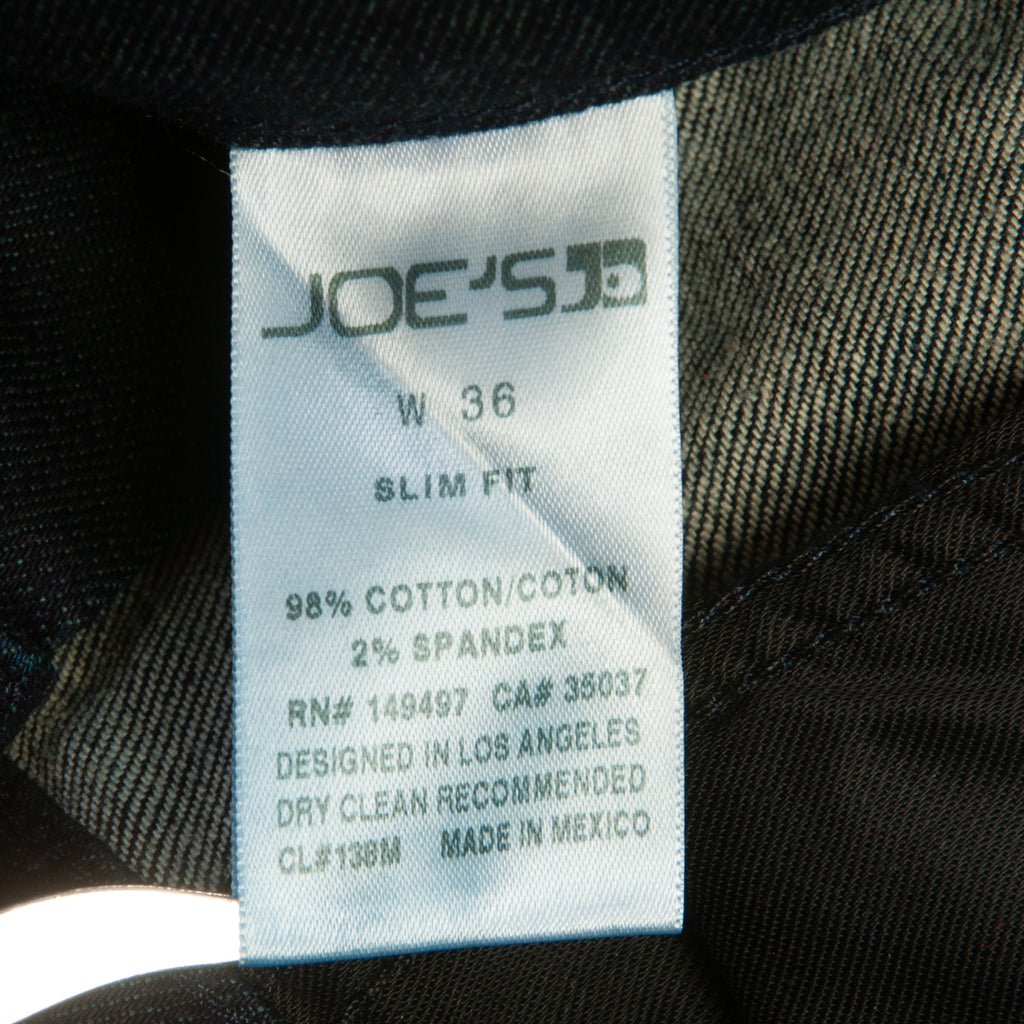 JOE'S
W 36
SLIM FIT
98% COTTON/COTON
2% SPANDEX
RN# 149497 CA# 35037
DESIGNED IN LOS ANGELES
DRY CLEAN RECOMMENDED
CL#138M MADE IN MEXICO